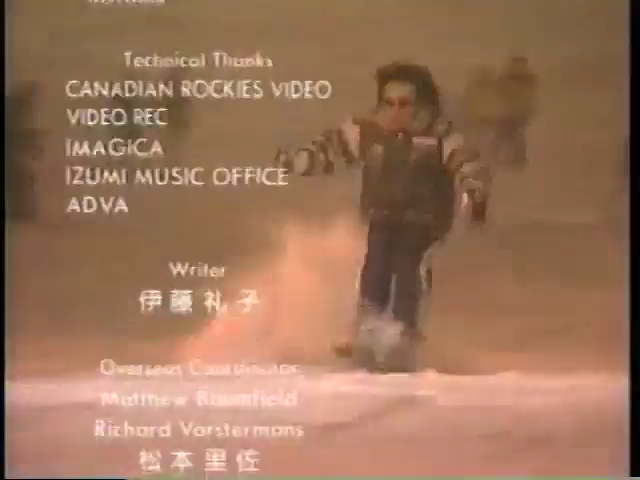 Technical Thanks
CANADIAN ROCKIES VIDEO
VIDEO REC
IMAGICA
IZUMI MUSIC OFFICE
ADVA
Writer
伊藤礼子
Overseas Coordinator
Matthew
Richard Vorstermans
松本里佐